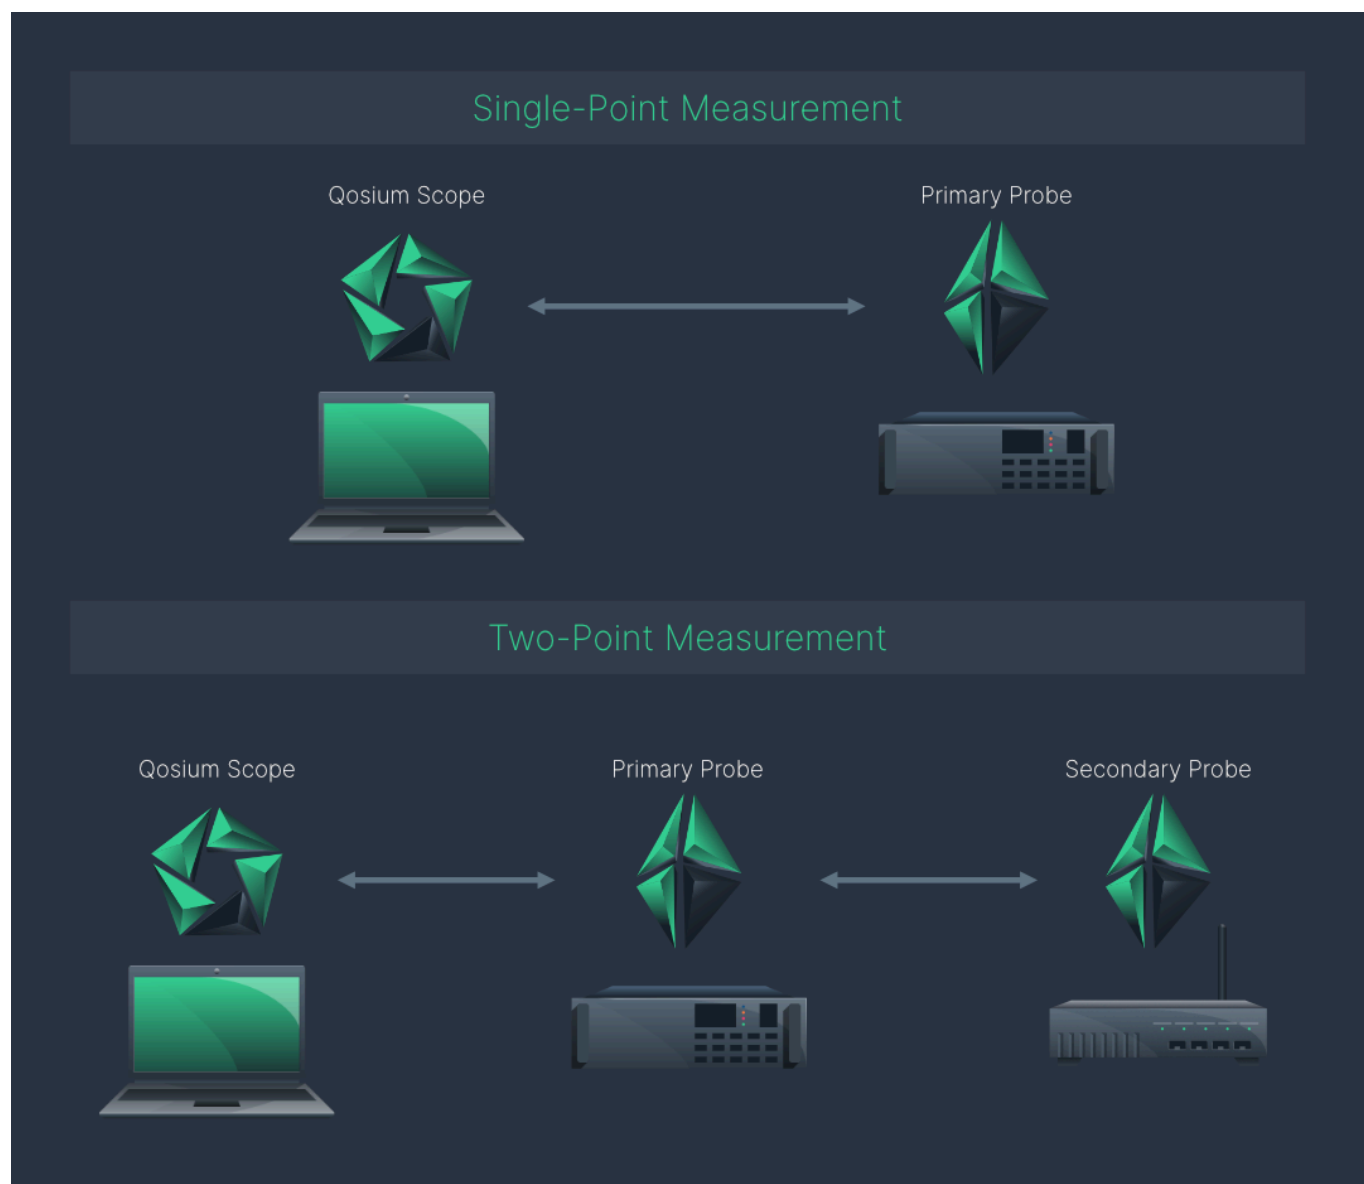 Single-Point Measurement
Qosium Scope
Primary Probe
Two-Point Measurement
Qosium Scope
Primary Probe
Secondary Probe